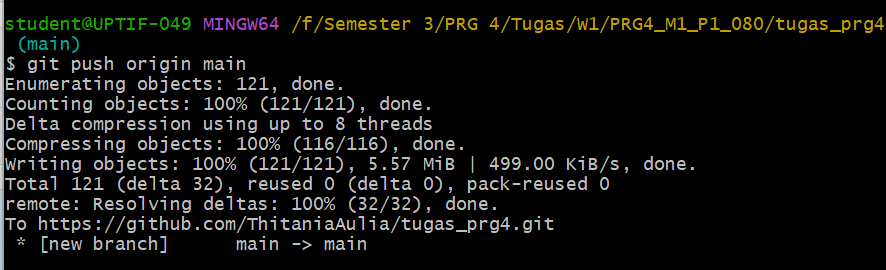 student@UPTIF-049 MINGW64 /f/Semester 3/PRG 4/Tugas/W1/PRG4_M1_P1_080/tugas_prg4
(main)
$ git push origin main
Enumerating objects: 121, done.
Counting objects: 100% (121/121), done.
Delta compression using up to 8 threads
Compressing objects: 100% (116/116), done.
Writing objects: 100% (121/121), 5.57 MiB | 499.00 KiB/s, done.
Total 121 (delta 32), reused 0 (delta 0), pack-reused 0
remote: Resolving deltas: 100% (32/32), done.
To https://github.com/ThitaniaAulia/tugas_prg4.git
 * [new branch]      main -> main